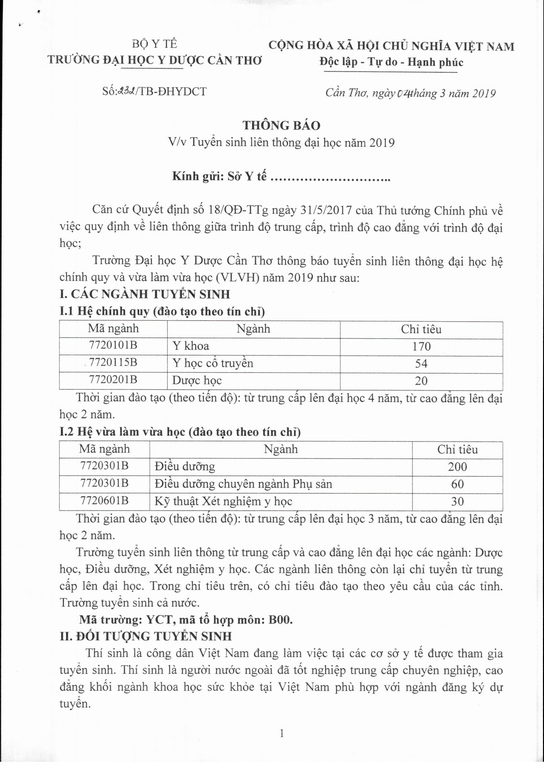 BỘ Y TẾ
TRƯỜNG ĐẠI HỌC Y DƯỢC CẦN THƠ
CỘNG HÒA XÃ HỘI CHỦ NGHĨA VIỆT NAM
Độc lập - Tự do - Hạnh phúc
Số:232/TB-ĐHYDCT
Cần Thơ, ngày 04 tháng 3 năm 2019
THÔNG BÁO
V/v Tuyển sinh liên thông đại học năm 2019
Kính gửi: Sở Y tế ………………………..
Căn cứ Quyết định số 18/QĐ-TTg ngày 31/5/2017 của Thủ tướng Chính phủ về
việc quy định về liên thông giữa trình độ trung cấp, trình độ cao đẳng với trình độ đại
học;
Trường Đại học Y Dược Cần Thơ thông báo tuyển sinh liên thông đại học hệ
chính quy và vừa làm vừa học (VLVH) năm 2019 như sau:
I. CÁC NGÀNH TUYỂN SINH
I.1 Hệ chính quy (đào tạo theo tín chỉ)
Mã ngành Ngành Chỉ tiêu
7720101B Y khoa 170
7720115B Y học cổ truyền 54
7720201B Dược học 20
Thời gian đào tạo (theo tiến độ): từ trung cấp lên đại học 4 năm, từ cao đẳng lên đại
học 2 năm.
I.2 Hệ vừa làm vừa học (đào tạo theo tín chỉ)
Mã ngành Ngành Chỉ tiêu
7720301B Điều dưỡng 200
7720301B Điều dưỡng chuyên ngành Phụ sản 60
7720601B Kỹ thuật Xét nghiệm y học 30
Thời gian đào tạo (theo tiến độ): từ trung cấp lên đại học 3 năm, từ cao đẳng lên đại
học 2 năm.
Trường tuyển sinh liên thông từ trung cấp và cao đẳng lên đại học các ngành: Dược
học, Điều dưỡng, Xét nghiệm y học. Các ngành liên thông còn lại chỉ tuyển từ trung
cấp lên đại học. Trong chỉ tiêu trên, có chỉ tiêu đào tạo theo yêu cầu của các tỉnh.
Trường tuyển sinh cả nước.
Mã trường: YCT, mã tổ hợp môn: B00.
II. ĐỐI TƯỢNG TUYỂN SINH
Thí sinh là công dân Việt Nam đang làm việc tại các cơ sở y tế được tham gia
tuyển sinh. Thí sinh là người nước ngoài đã tốt nghiệp trung cấp chuyên nghiệp, cao
đẳng khối ngành khoa học sức khỏe tại Việt Nam phù hợp với ngành đăng ký dự
tuyển.
1